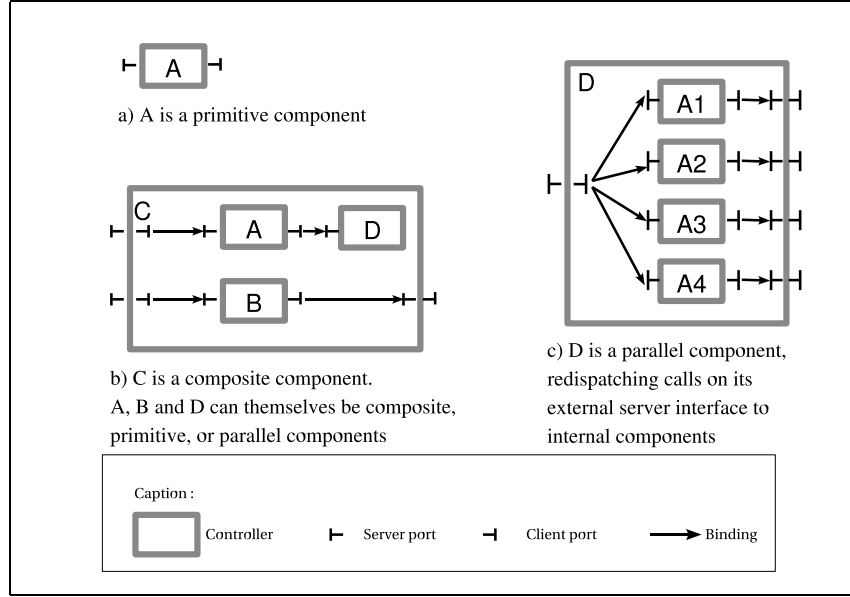 A
a) A is a primitive component
C
A
D
B
b) C is a composite component.
A, B and D can themselves be composite,
primitive, or parallel components
D
A1
A2
A3
A4
c) D is a parallel component,
redispatching calls on its
external server interface to
internal components
Caption :
Controller
Server port
Client port
Binding